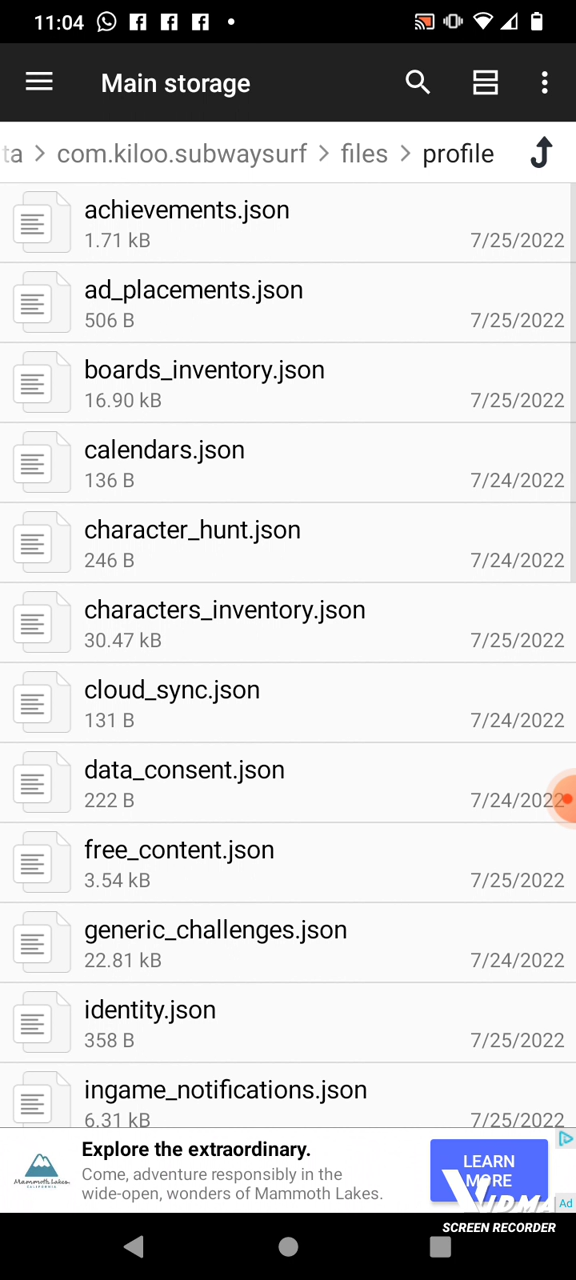 11:04
Main storage
ta > com.kiloo.subwaysurf > files > profile
achievements.json
1.71 kB 7/25/2022
ad_placements.json
506 B 7/25/2022
boards_inventory.json
16.90 kB 7/25/2022
calendars.json
136 B 7/24/2022
character_hunt.json
246 B 7/24/2022
characters_inventory.json
30.47 kB 7/25/2022
cloud_sync.json
131 B 7/24/2022
data_consent.json
222 B 7/24/2022
free_content.json
3.54 kB 7/25/2022
generic_challenges.json
22.81 kB 7/24/2022
identity.json
358 B 7/25/2022
ingame_notifications.json
6.31 kB 7/25/2022
Explore the extraordinary.
Come, adventure responsibly in the
wide-open, wonders of Mammoth Lakes.
Mammoth Lakes
CALIFORNIA
LEARN
MORE
Ad
VIDMA
SCREEN RECORDER